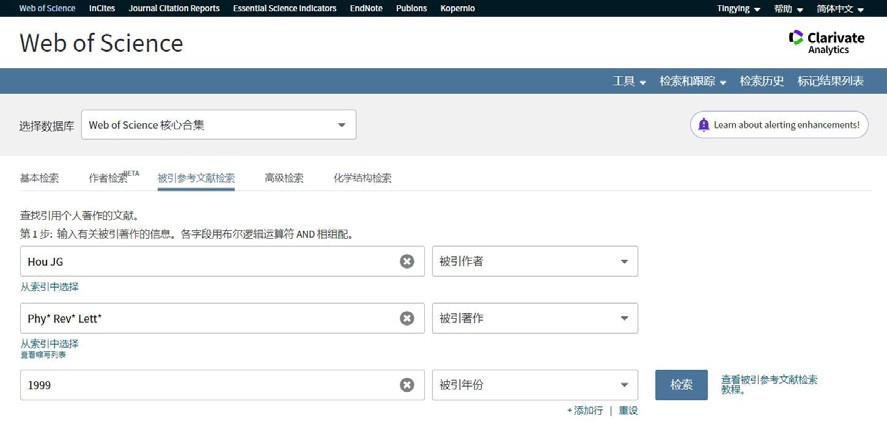 Web of Science InCites Journal Citation Reports Essential Science Indicators EndNote Publons Kopernio Tingying 帮助 简体中文
Web of Science
Clarivate
Analytics
工具 检索和跟踪 检索历史 标记结果列表
选择数据库 Web of Science 核心合集 Learn about alerting enhancements!
基本检索 作者检索BETA 被引参考文献检索 高级检索 化学结构检索
查找引用个人著作的文献。
第 1 步: 输入有关被引著作的信息。各字段用布尔逻辑运算符 AND 相组配。
Hou JG 被引作者
从索引中选择
Phy* Rev* Lett* 被引著作
从索引中选择
查看缩写列表
1999 被引年份 检索 查看被引参考文献检索
教程。
+ 添加行 | 重设